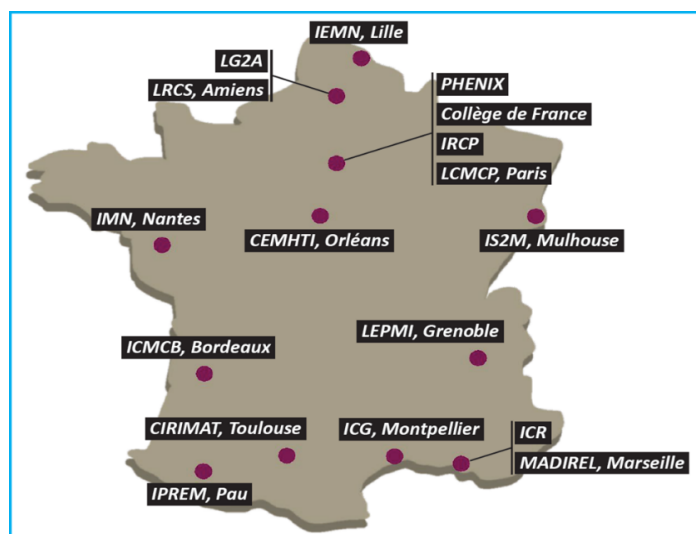 IEMN, Lille
LG2A
LRCS, Amiens
PHENIX
Collège de France
IRCP
LCMCP, Paris
IMN, Nantes
CEMHTI, Orléans
IS2M, Mulhouse
LEPMI, Grenoble
ICMCB, Bordeaux
CIRIMAT, Toulouse
ICG, Montpellier
ICR
MADIREL, Marseille
IPREM, Pau